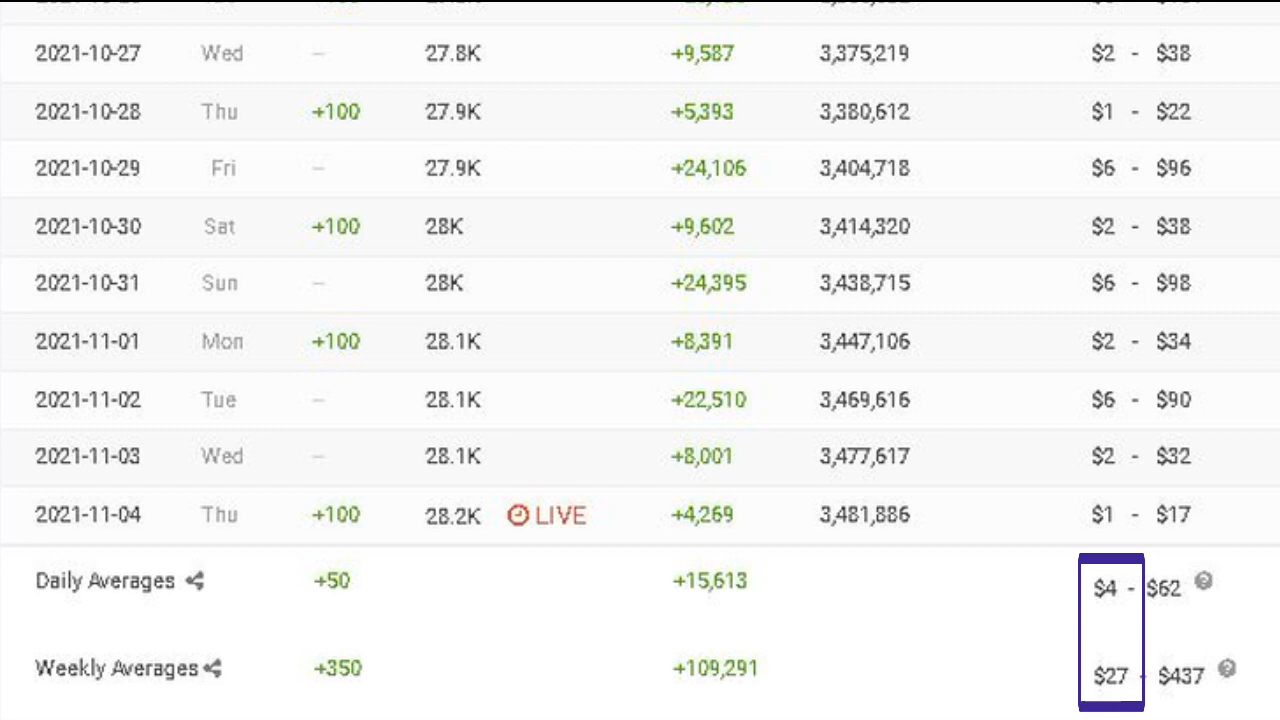 2021-10-27 Wed – 27.8K +9,587 3,375,219 $2 - $38
2021-10-28 Thu +100 27.9K +5,393 3,380,612 $1 - $22
2021-10-29 Fri – 27.9K +24,106 3,404,718 $6 - $96
2021-10-30 Sat +100 28K +9,602 3,414,320 $2 - $38
2021-10-31 Sun – 28K +24,395 3,438,715 $6 - $98
2021-11-01 Mon +100 28.1K +8,391 3,447,106 $2 - $34
2021-11-02 Tue – 28.1K +22,510 3,469,616 $6 - $90
2021-11-03 Wed – 28.1K +8,001 3,477,617 $2 - $32
2021-11-04 Thu +100 28.2K LIVE +4,269 3,481,886 $1 - $17
Daily Averages +50 +15,613 $4 - $62
Weekly Averages +350 +109,291 $27 - $437